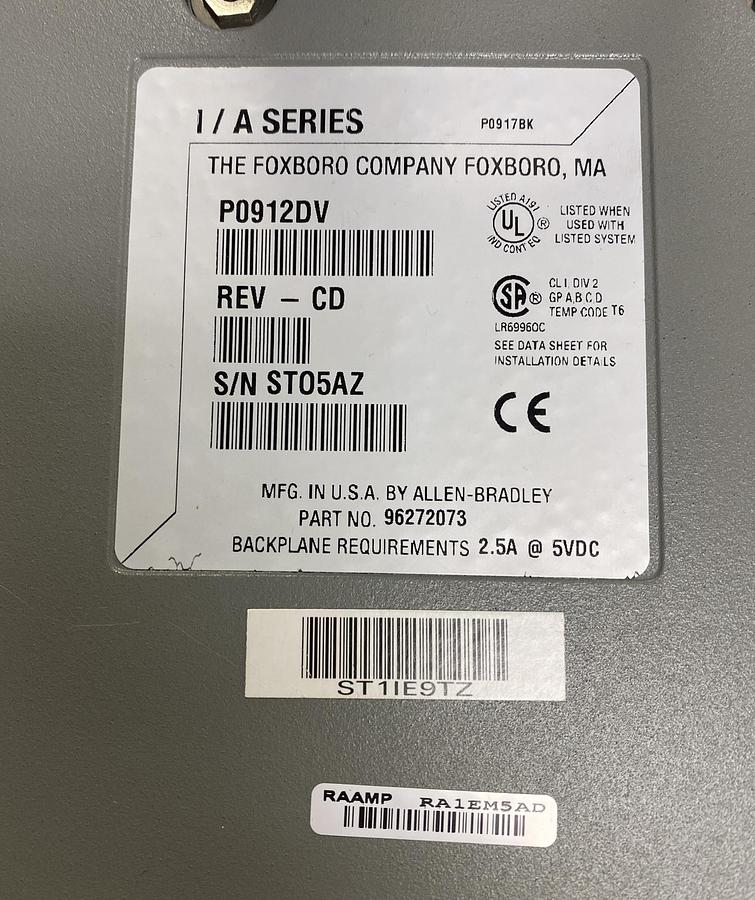 I / A SERIES
P0917BK
THE FOXBORO COMPANY FOXBORO, MA
P0912DV
REV - CD
S/N ST05AZ
LISTED A191
UL ®
IND CONT EQ
LISTED WHEN
USED WITH
LISTED SYSTEM
SA ®
CL I, DIV 2
GP A,B,C,D
TEMP CODE T6
LR69960C
SEE DATA SHEET FOR
INSTALLATION DETAILS
CE
MFG. IN U.S.A. BY ALLEN-BRADLEY
PART NO. 96272073
BACKPLANE REQUIREMENTS 2.5A @ 5VDC
ST1IE9TZ
RAAMP RA1EM5AD